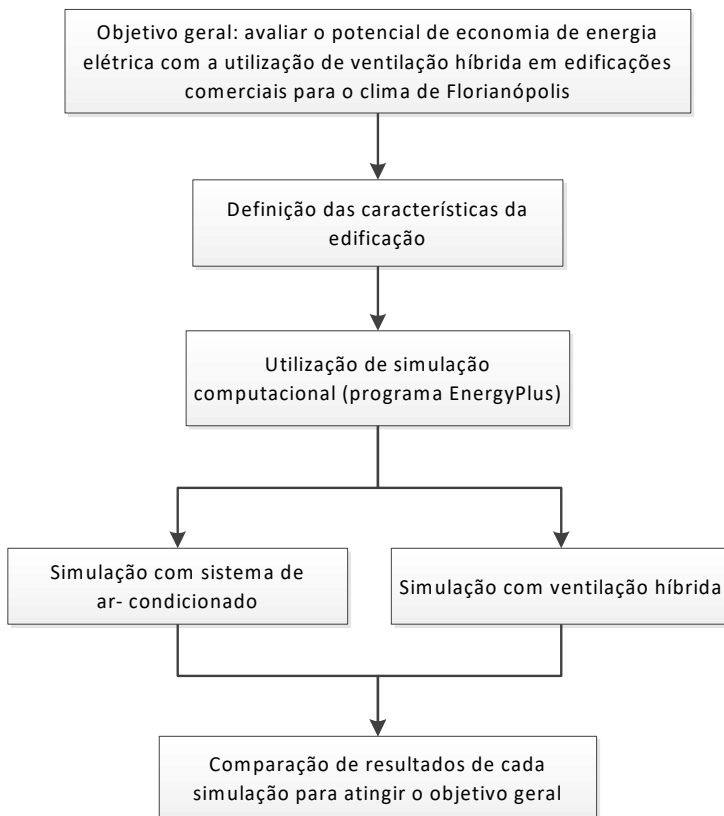 Objetivo geral: avaliar o potencial de economia de energia
elétrica com a utilização de ventilação híbrida em edificações
comerciais para o clima de Florianópolis
Definição das características da
edificação
Utilização de simulação
computacional (programa EnergyPlus)
Simulação com sistema de
ar- condicionado
Simulação com ventilação híbrida
Comparação de resultados de cada
simulação para atingir o objetivo geral